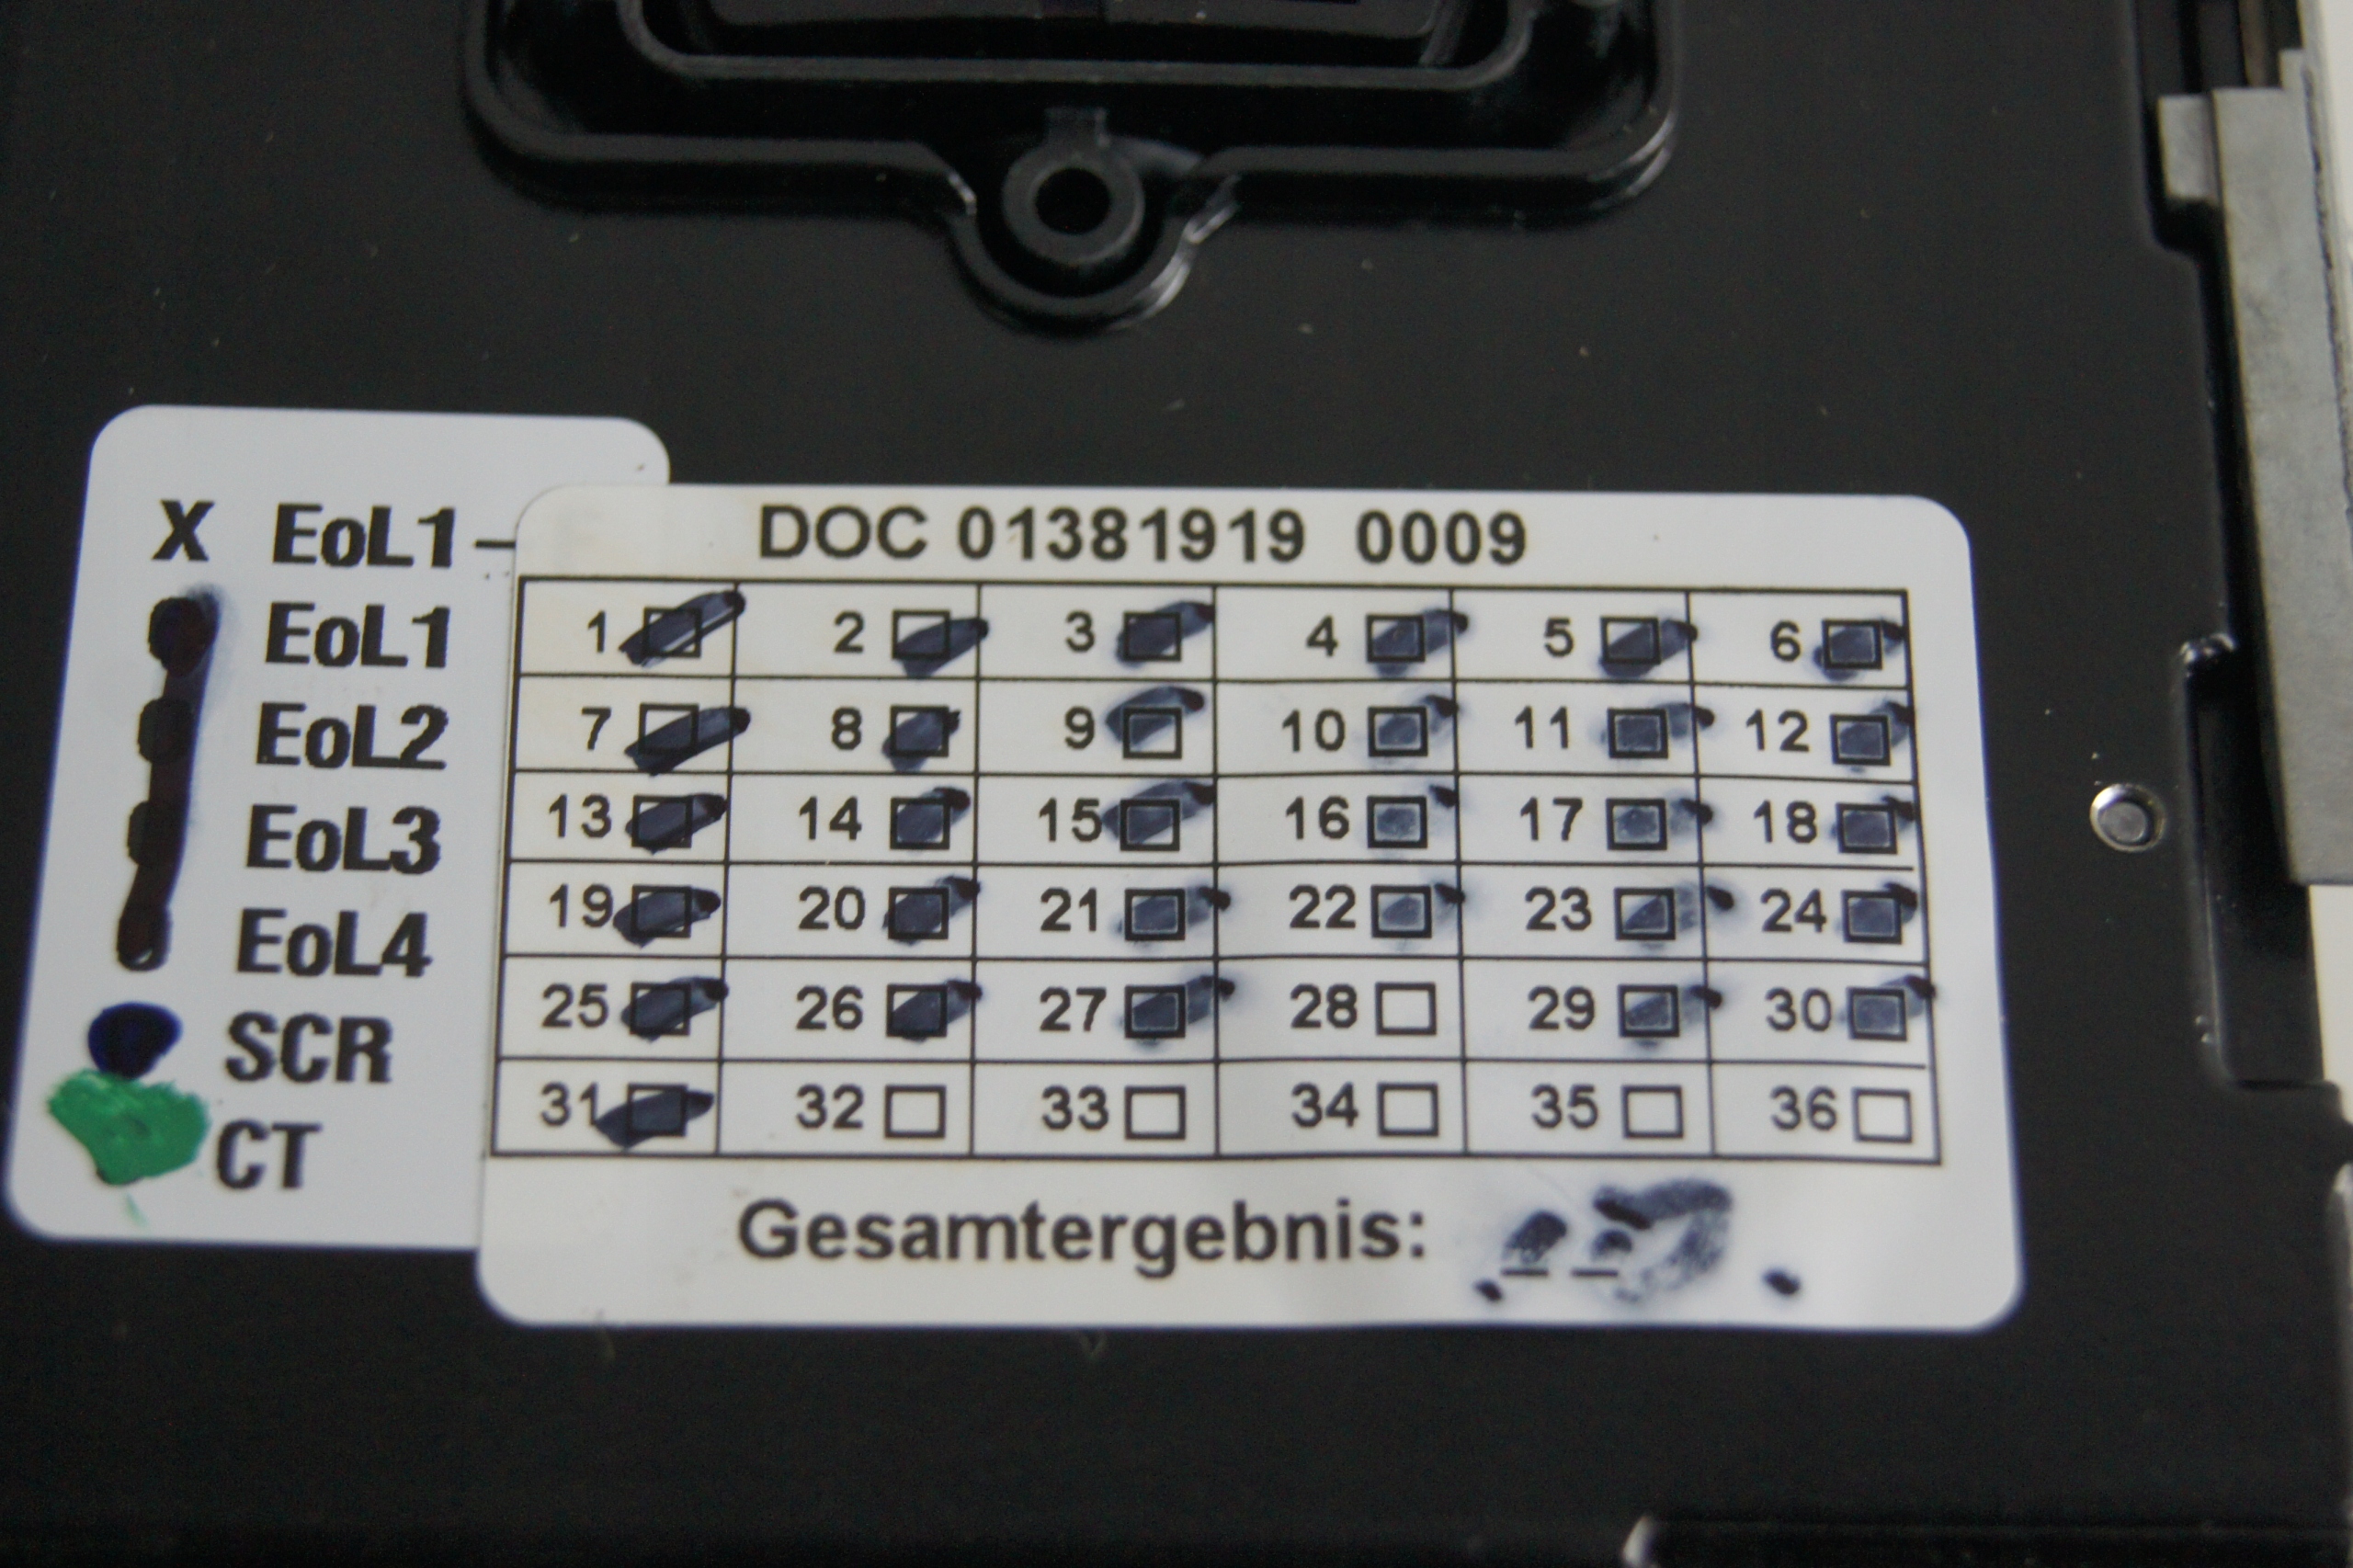 X EoL1
EoL1
EoL2
EoL3
EoL4
SCR
CT
DOC 01381919 0009
1 2 3 4 5 6
7 8 9 10 11 12
13 14 15 16 17 18
19 20 21 22 23 24
25 26 27 28 29 30
31 32 33 34 35 36
Gesamtergebnis: